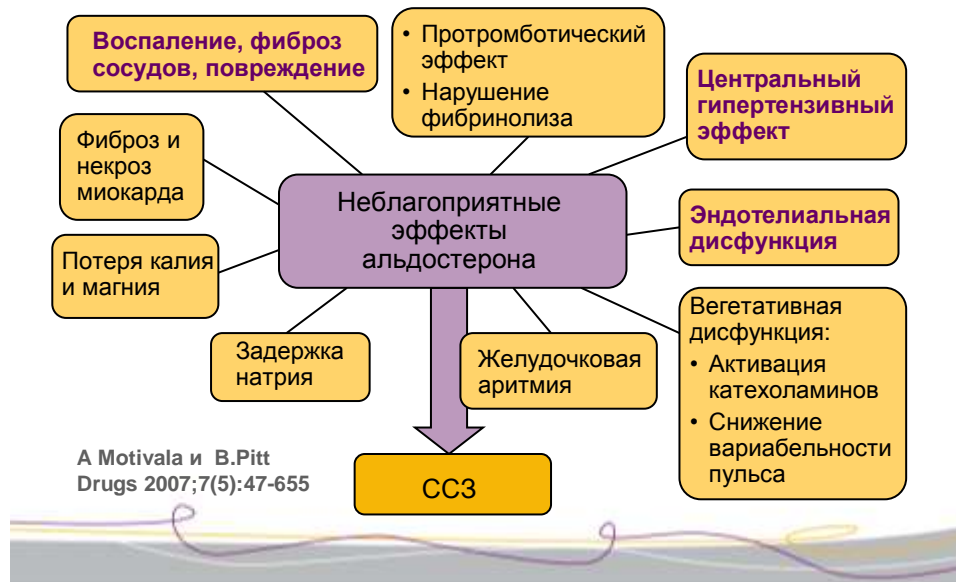 Воспаление, фиброз
сосудов, повреждение
• Протромботический
эффект
• Нарушение
фибринолиза
Центральный
гипертензивный
эффект
Фиброз и
некроз
миокарда
Неблагоприятные
эффекты
альдостерона
Эндотелиальная
дисфункция
Потеря калия
и магния
Задержка
натрия
Желудочковая
аритмия
Вегетативная
дисфункция:
• Активация
катехоламинов
• Снижение
вариабельности
пульса
A Motivala и B.Pitt
Drugs 2007;7(5):47-655
ССЗ